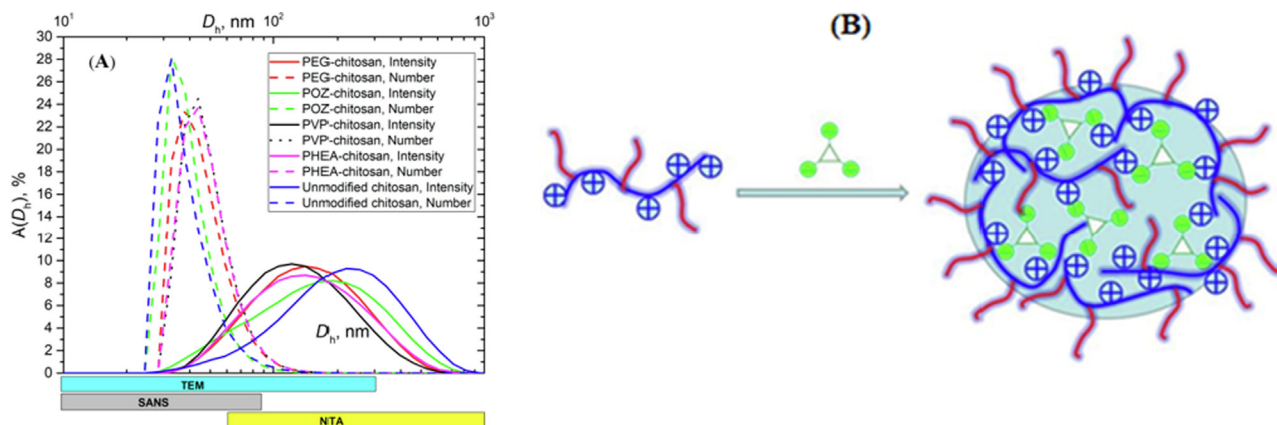 (A)
10¹ Dₕ, nm 10² 10³
30
28
26
24
22
20
18
16
14
12
10
8
6
4
2
0
A(Dₕ), %
PEG-chitosan, Intensity
PEG-chitosan, Number
POZ-chitosan, Intensity
POZ-chitosan, Number
PVP-chitosan, Intensity
PVP-chitosan, Number
PHEA-chitosan, Intensity
PHEA-chitosan, Number
Unmodified chitosan, Intensity
Unmodified chitosan, Number
Dₕ, nm
TEM
SANS
NTA
(B)